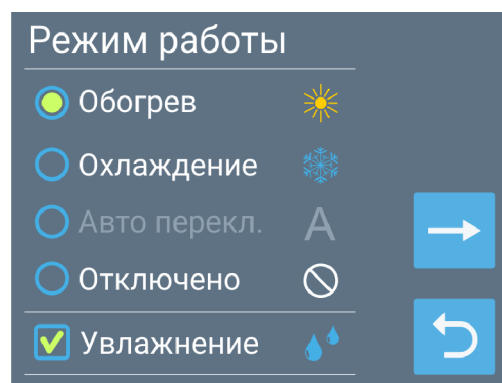 Режим работы
Обогрев
Охлаждение
Авто перекл. A
Отключено
Увлажнение